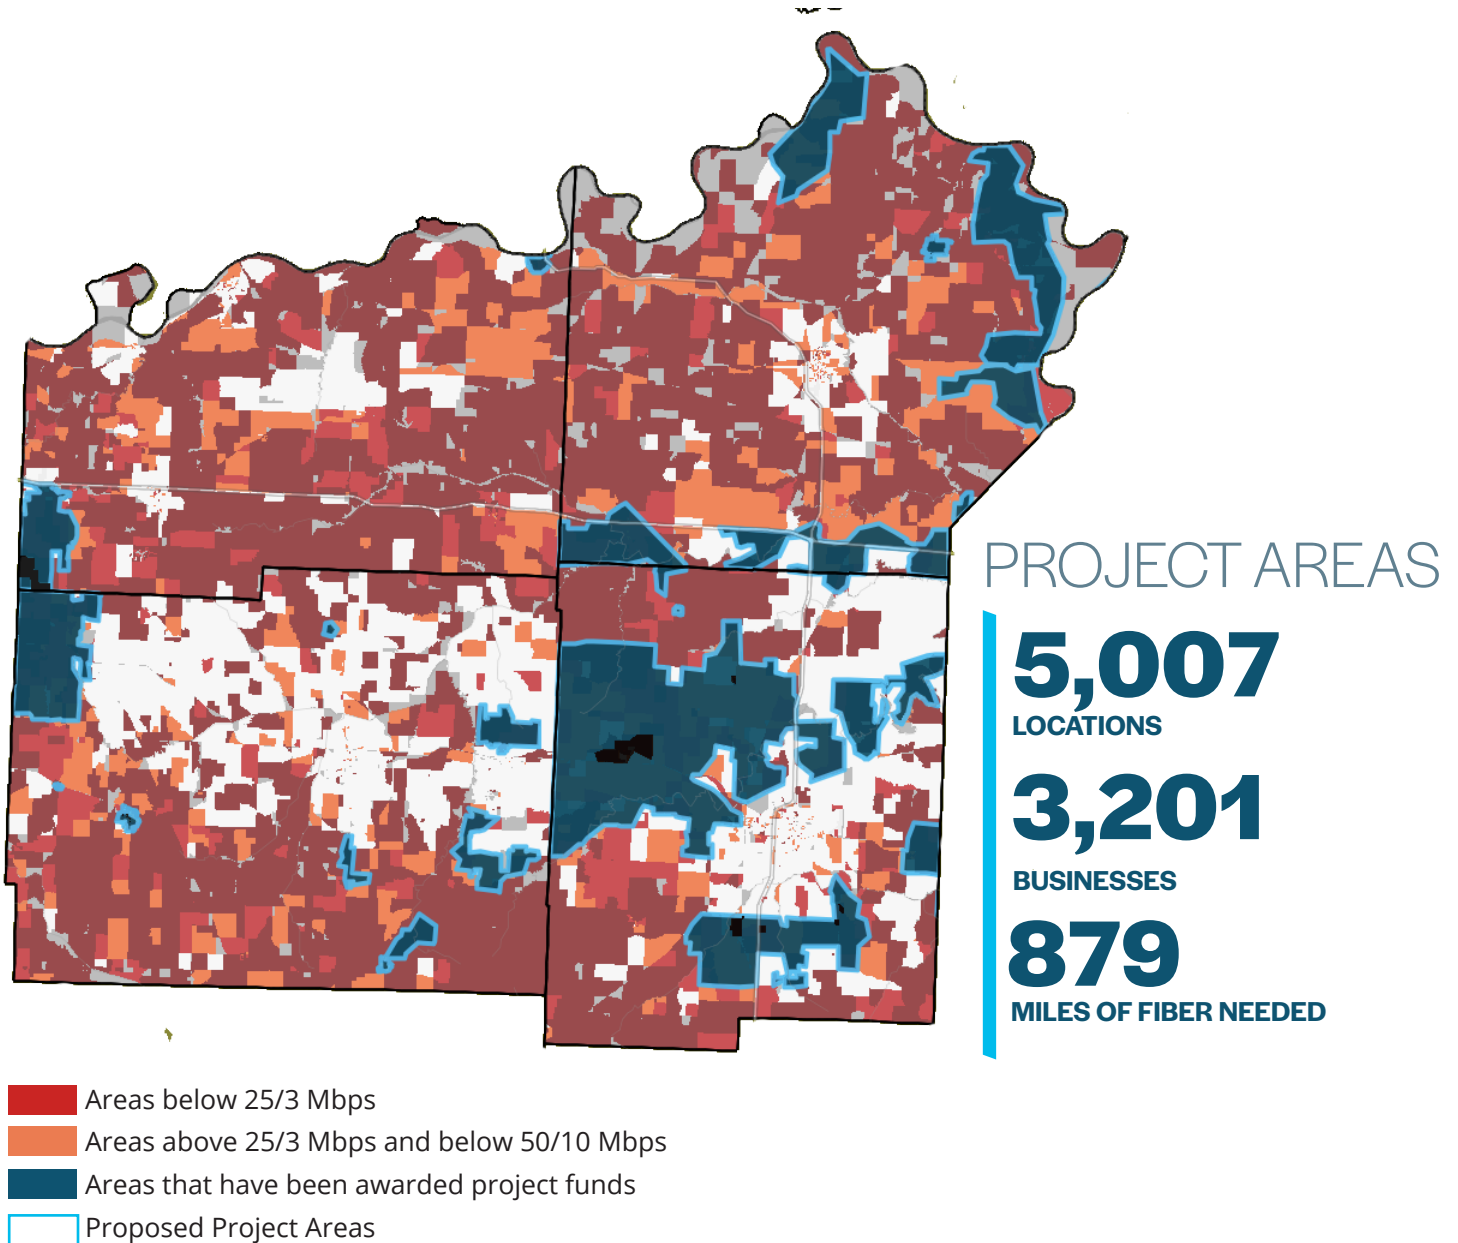 PROJECT AREAS
5,007
LOCATIONS
3,201
BUSINESSES
879
MILES OF FIBER NEEDED
Areas below 25/3 Mbps
Areas above 25/3 Mbps and below 50/10 Mbps
Areas that have been awarded project funds
Proposed Project Areas